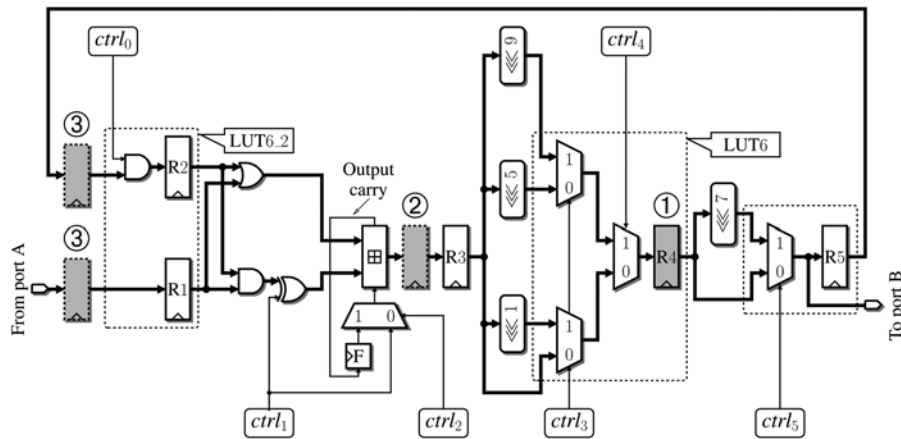 ctrl₀
ctrl₄
③
LUT6_2
R2
Output
carry
②
<<< 9
1
0
LUT6
<<< 5
①
1
0
<<< 7
③
From port A
R1
⊞
R3
R4
1
0
R5
1 0
F
<<< 1
1
0
To port B
ctrl₁
ctrl₂
ctrl₃
ctrl₅